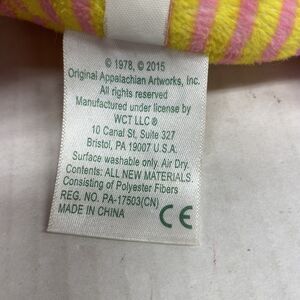 © 1978, © 2015
Original Appalachian Artworks, Inc.
All rights reserved
Manufactured under license by
WCT LLC ®
10 Canal St, Suite 327
Bristol, PA 19007 U.S.A.
Surface washable only. Air Dry.
Contents: ALL NEW MATERIALS
Consisting of Polyester Fibers
REG. NO. PA-17503(CN)
MADE IN CHINA
CE